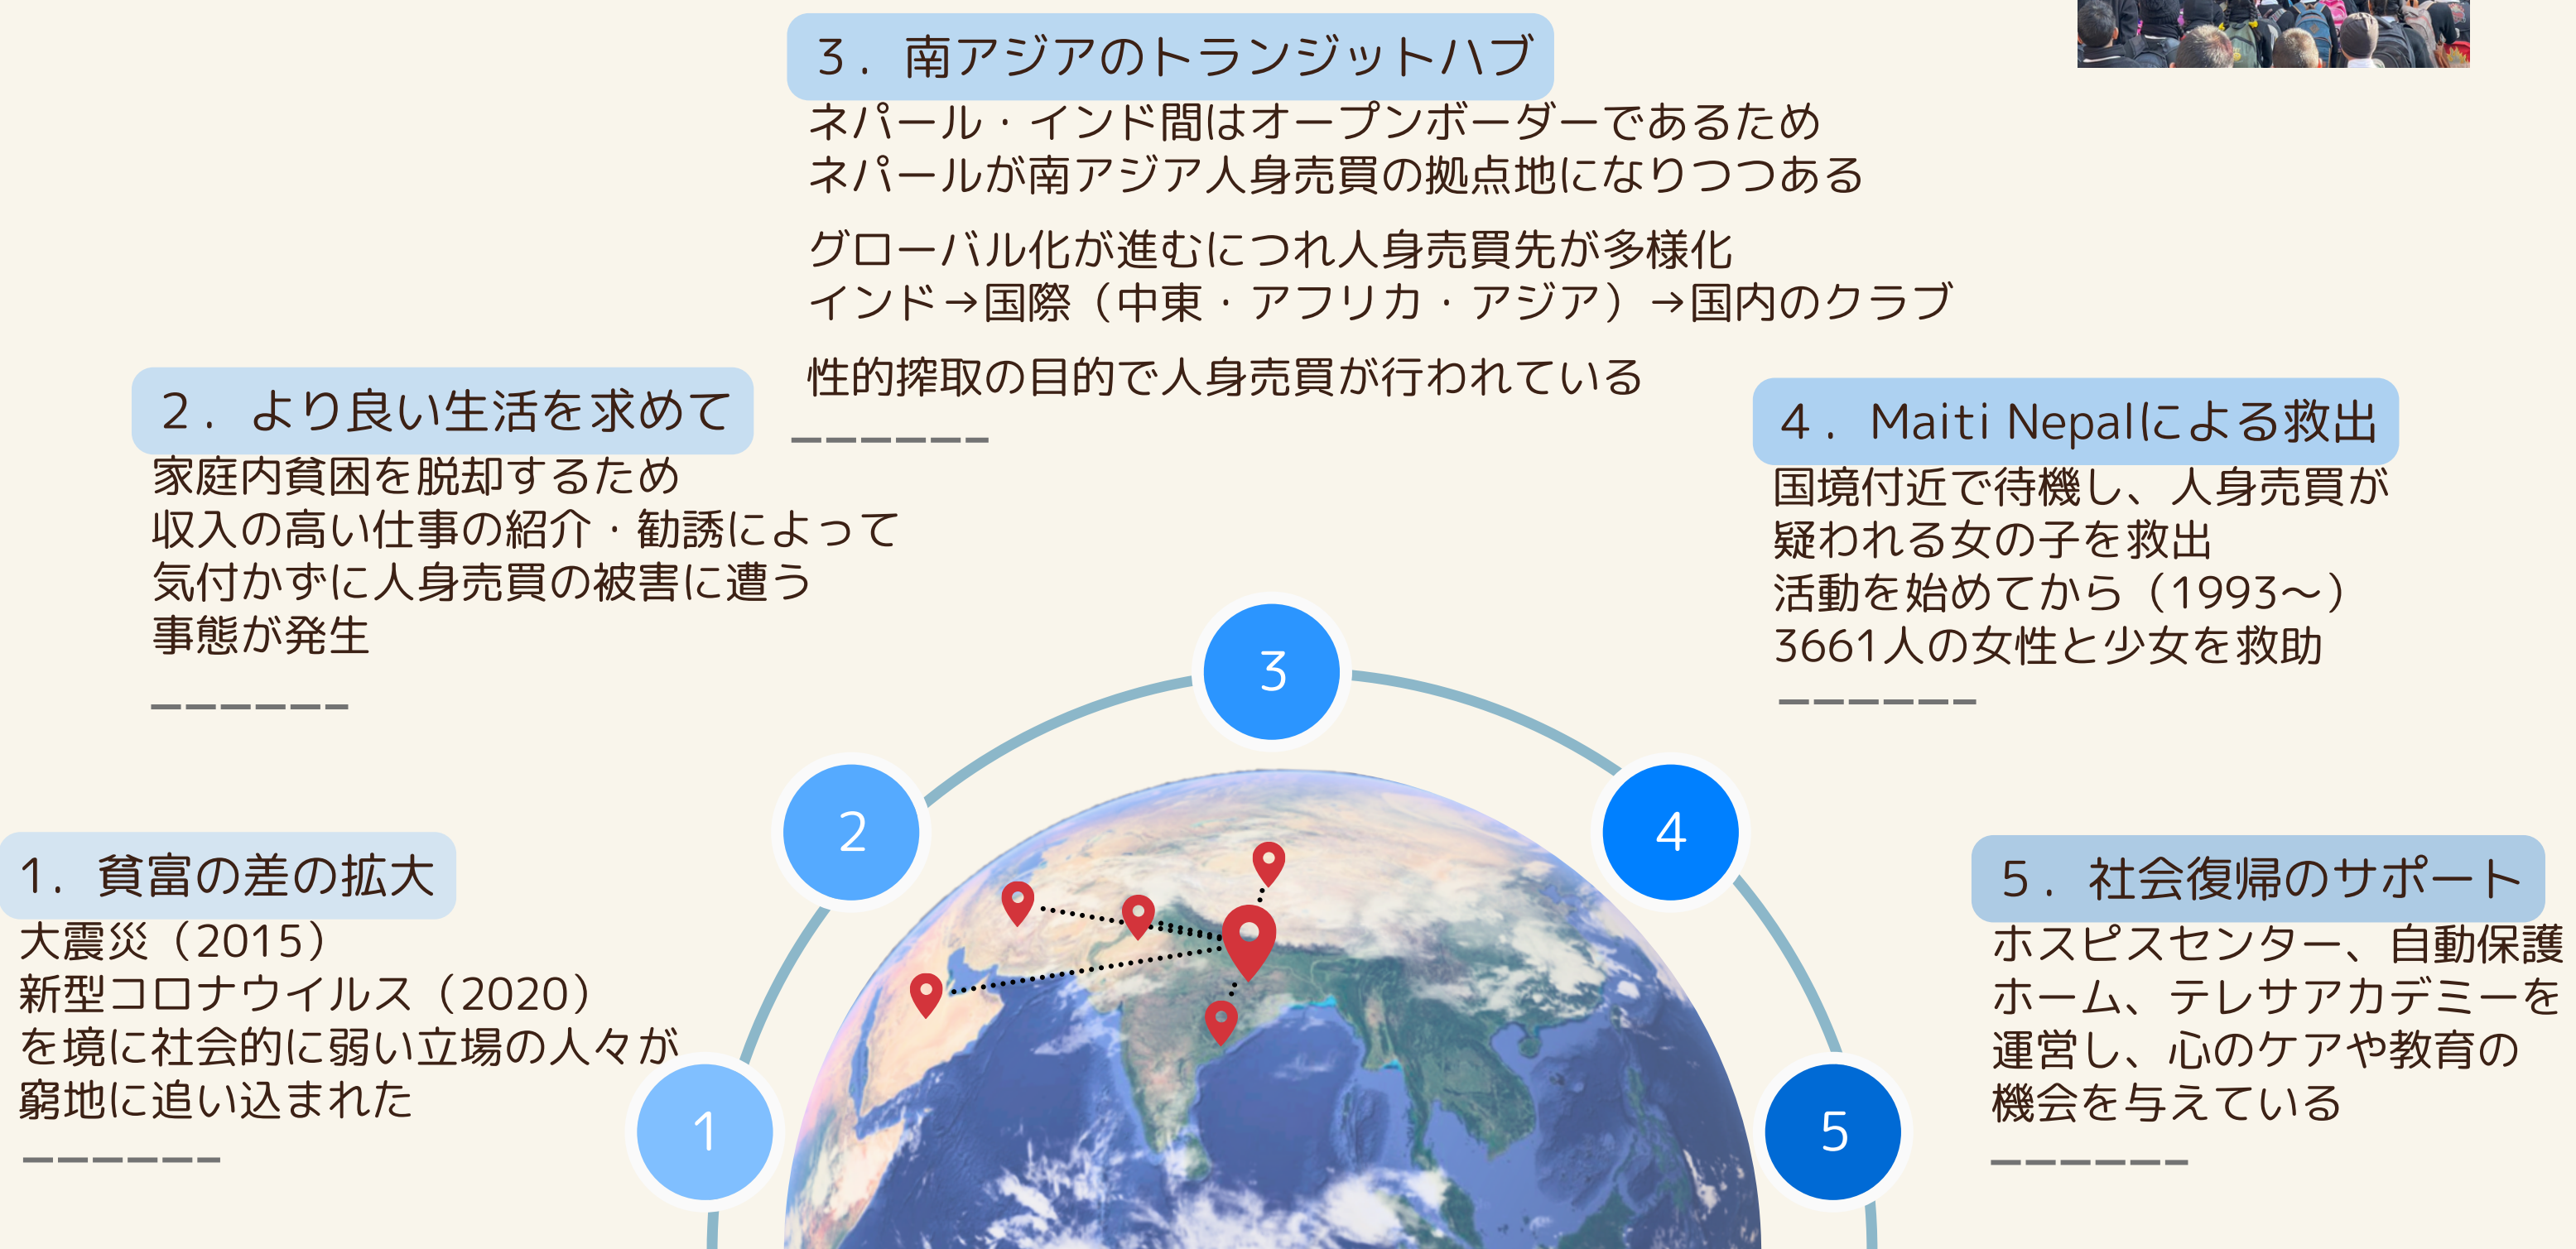 3．南アジアのトランジットハブ
ネパール・インド間はオープンボーダーであるため
ネパールが南アジア人身売買の拠点地になりつつある
グローバル化が進むにつれ人身売買先が多様化
インド→国際（中東・アフリカ・アジア）→国内のクラブ
性的搾取の目的で人身売買が行われている
2．より良い生活を求めて
家庭内貧困を脱却するため
収入の高い仕事の紹介・勧誘によって
気付かずに人身売買の被害に遭う
事態が発生
4．Maiti Nepalによる救出
国境付近で待機し、人身売買が
疑われる女の子を救出
活動を始めてから（1993〜）
3661人の女性と少女を救助
1．貧富の差の拡大
大震災（2015）
新型コロナウイルス（2020）
を境に社会的に弱い立場の人々が
窮地に追い込まれた
5．社会復帰のサポート
ホスピスセンター、自動保護
ホーム、テレサアカデミーを
運営し、心のケアや教育の
機会を与えている
1
2
3
4
5